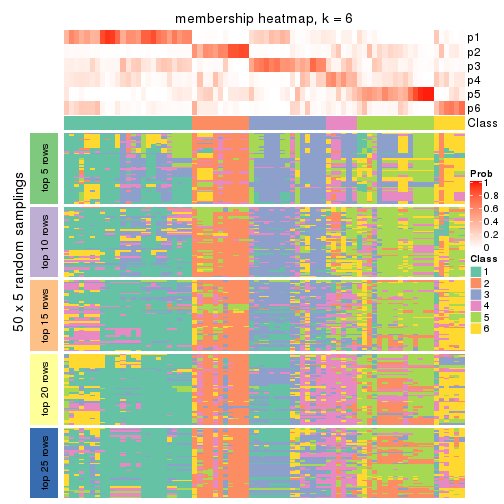 membership heatmap, k = 6
p1
p2
p3
p4
p5
p6
Class
50 x 5 random samplings
top 5 rows
top 10 rows
top 15 rows
top 20 rows
top 25 rows
Prob
1
0.8
0.6
0.4
0.2
0
Class
1
2
3
4
5
6